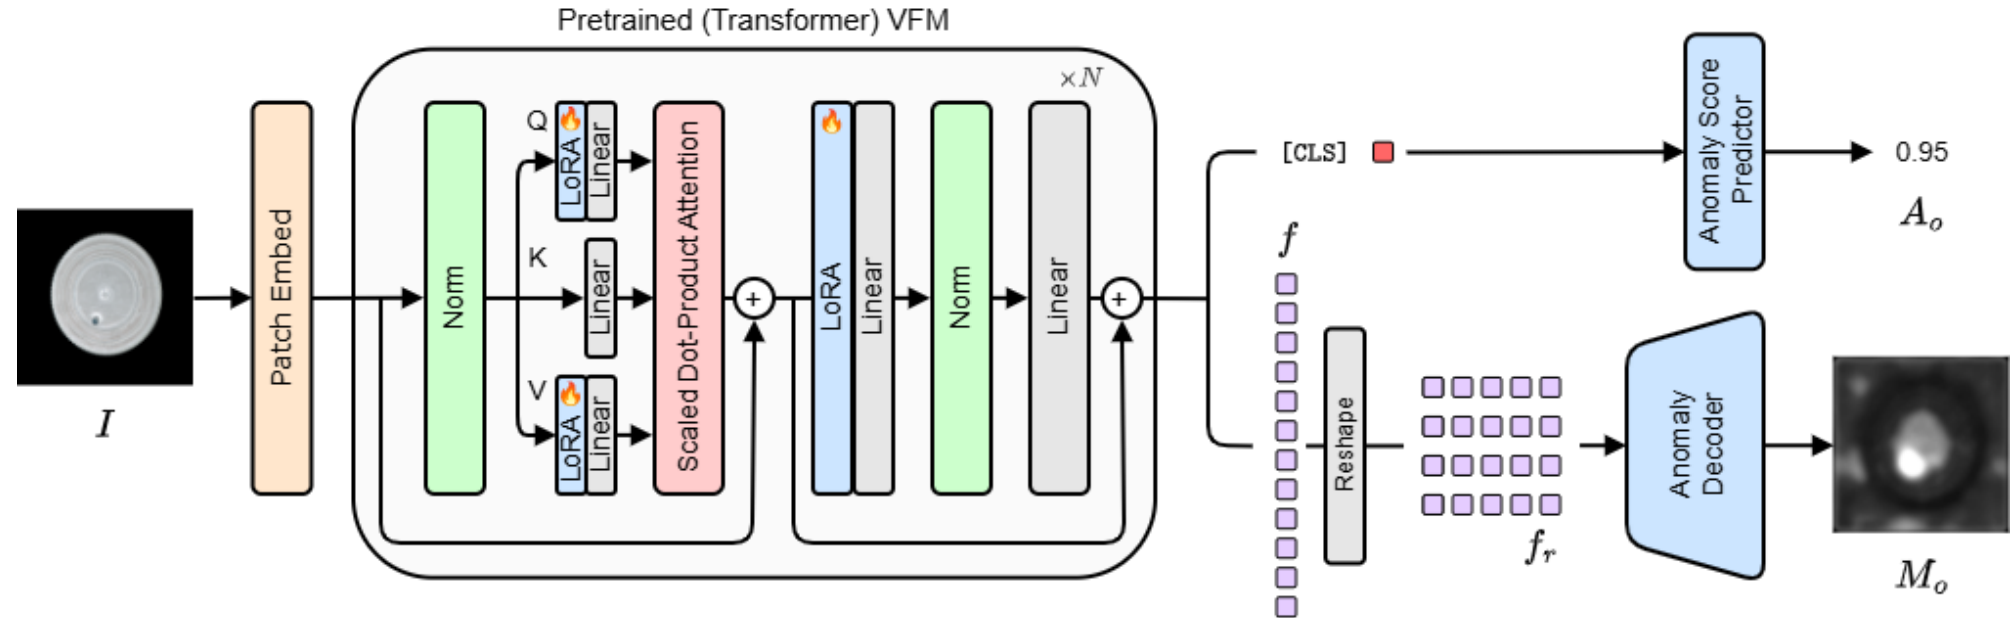 Pretrained (Transformer) VFM
×N
I
Patch Embed
Norm
Q
LoRA
Linear
K
Linear
V
LoRA
Linear
Scaled Dot-Product Attention
+
LoRA
Linear
Norm
Linear
+
[CLS]
Anomaly Score
Predictor
0.95
A_o
f
Reshape
f_r
Anomaly
Decoder
M_o